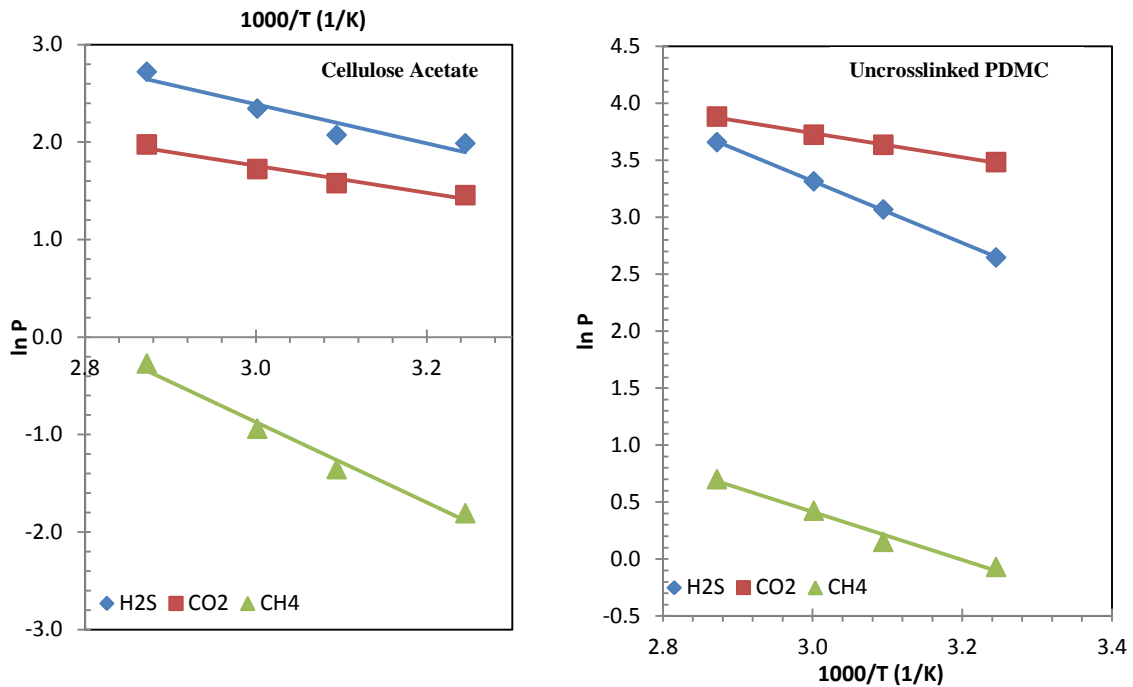 1000/T (1/K)
Cellulose Acetate
3.0
2.0
1.0
0.0
-1.0
-2.0
-3.0
2.8
3.0
3.2
ln P
H2S
CO2
CH4
Uncrosslinked PDMC
4.5
4.0
3.5
3.0
2.5
2.0
1.5
1.0
0.5
0.0
-0.5
2.8
3.0
3.2
3.4
ln P
H2S
CO2
CH4
1000/T (1/K)